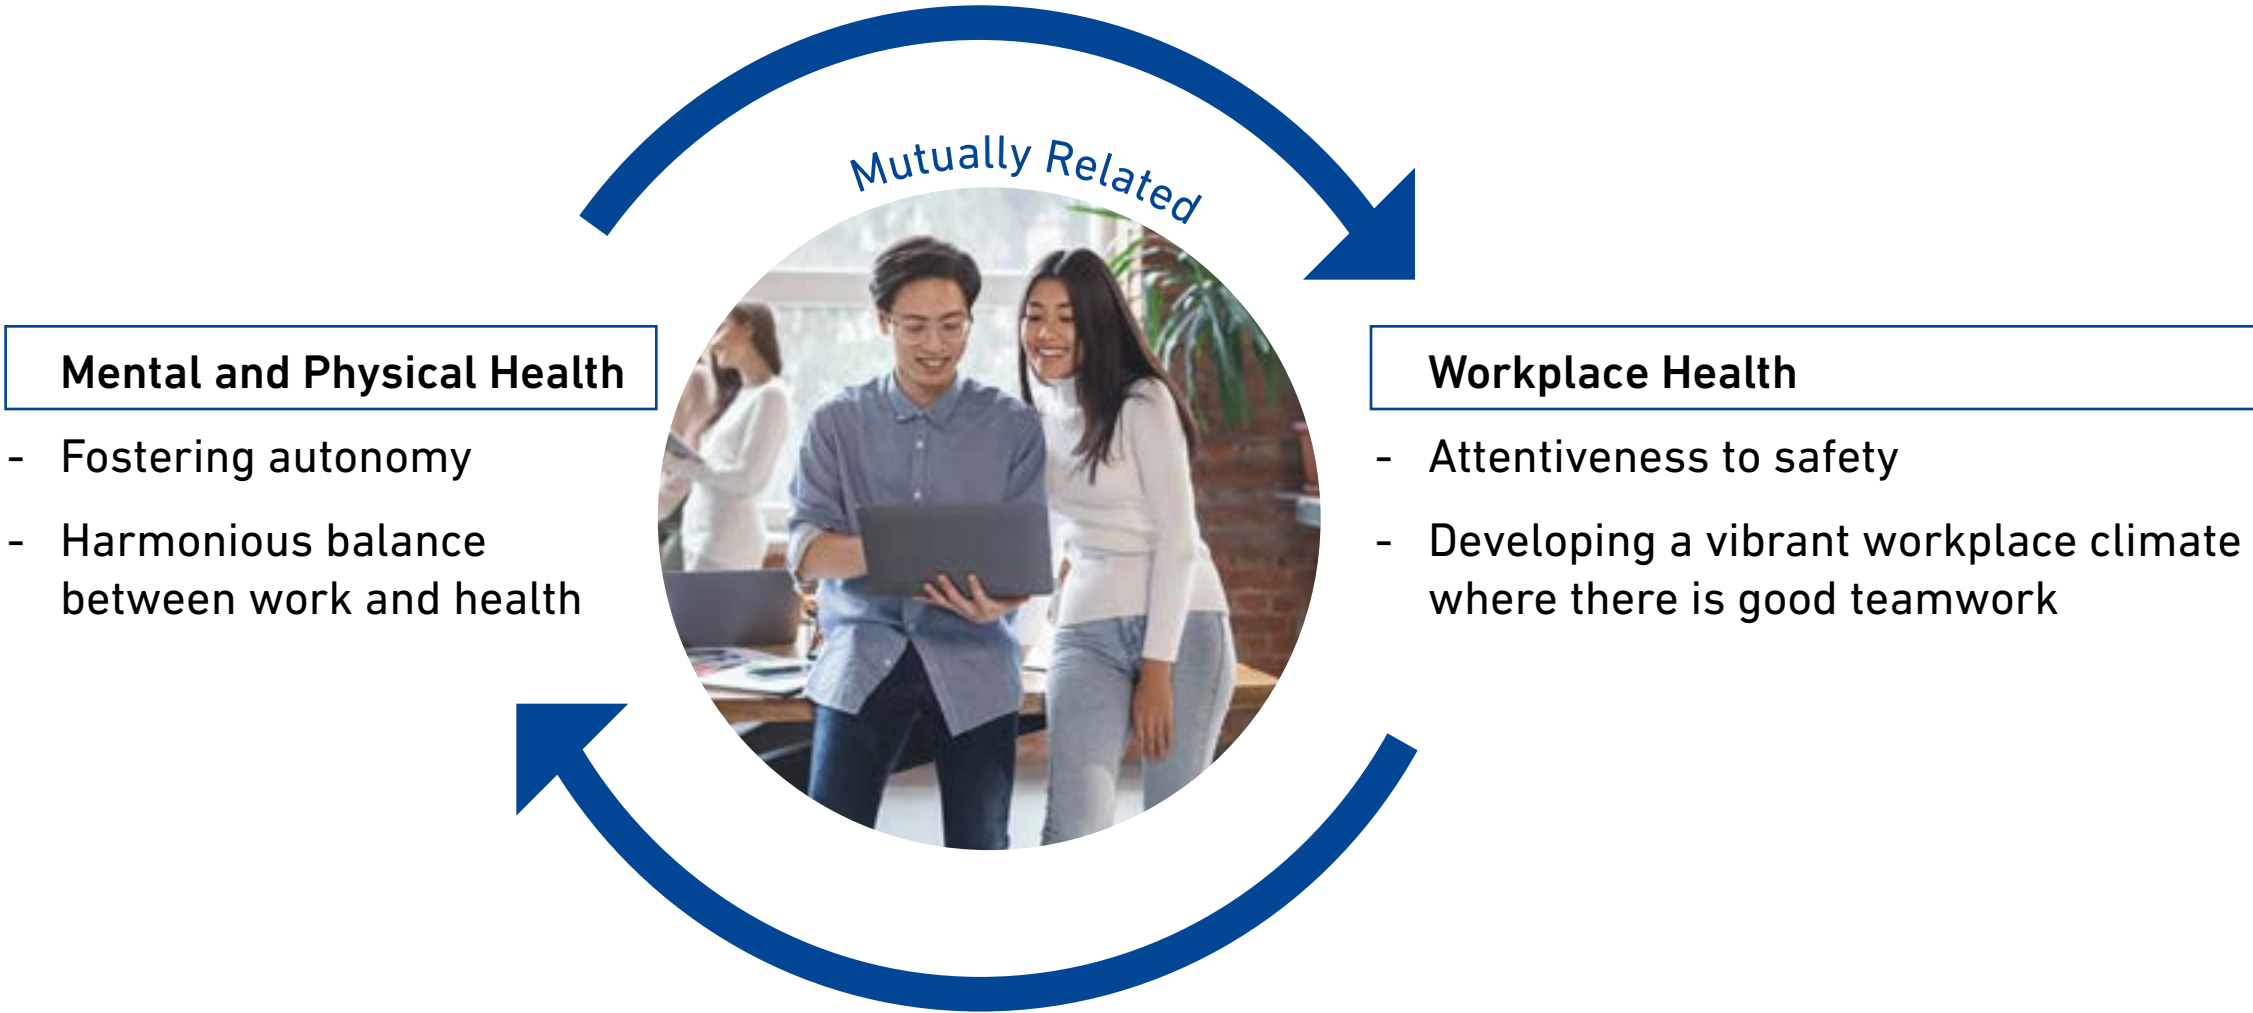 Mutually Related
Mental and Physical Health
- Fostering autonomy
- Harmonious balance
between work and health
Workplace Health
- Attentiveness to safety
- Developing a vibrant workplace climate
where there is good teamwork